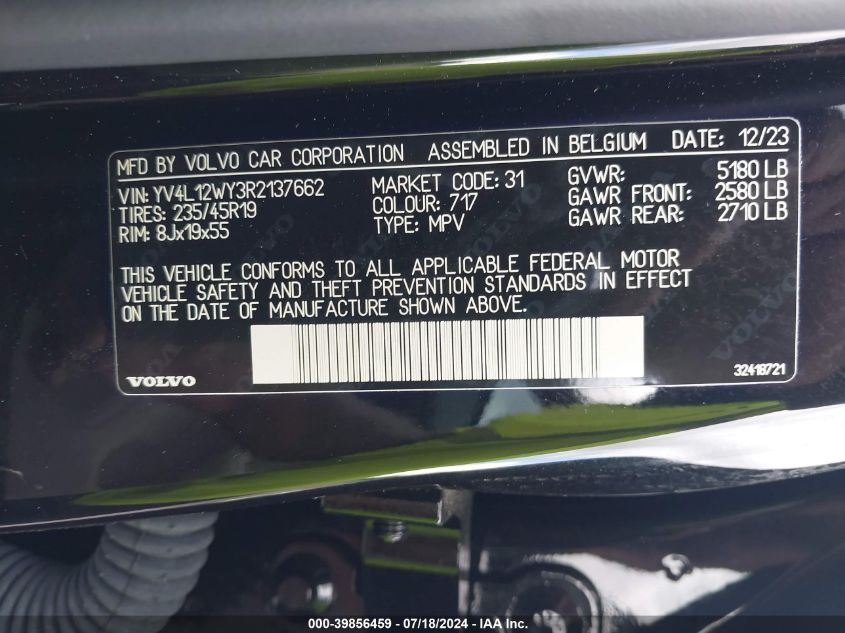 MFD BY VOLVO CAR CORPORATION ASSEMBLED IN BELGIUM DATE: 12/23
VIN: YV4L12WY3R2137662 MARKET CODE: 31 GVWR: 5180 LB
TIRES: 235/45R19 COLOUR: 717 GAWR FRONT: 2580 LB
RIM: 8Jx19x55 TYPE: MPV GAWR REAR: 2710 LB
THIS VEHICLE CONFORMS TO ALL APPLICABLE FEDERAL MOTOR
VEHICLE SAFETY AND THEFT PREVENTION STANDARDS IN EFFECT
ON THE DATE OF MANUFACTURE SHOWN ABOVE.
VOLVO 32418721
000-39856459 - 07/18/2024 - IAA Inc.